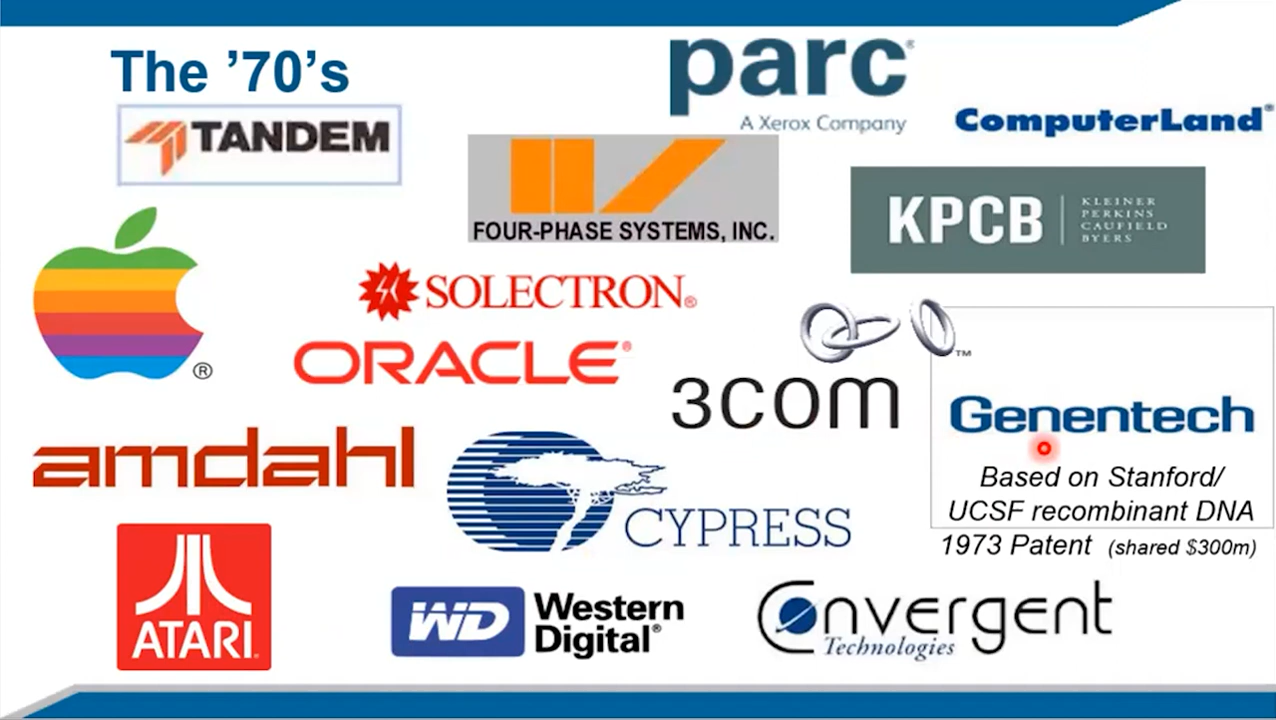 The ’70’s
parc®
A Xerox Company
ComputerLand®
TANDEM
FOUR-PHASE SYSTEMS, INC.
KPCB
KLEINER
PERKINS
CAUFIELD
BYERS
®
SOLECTRON®
ORACLE®
™
3com
Genentech
Based on Stanford/
UCSF recombinant DNA
1973 Patent (shared $300m)
amdahl
CYPRESS
ATARI
WD
Western
Digital®
Convergent
Technologies